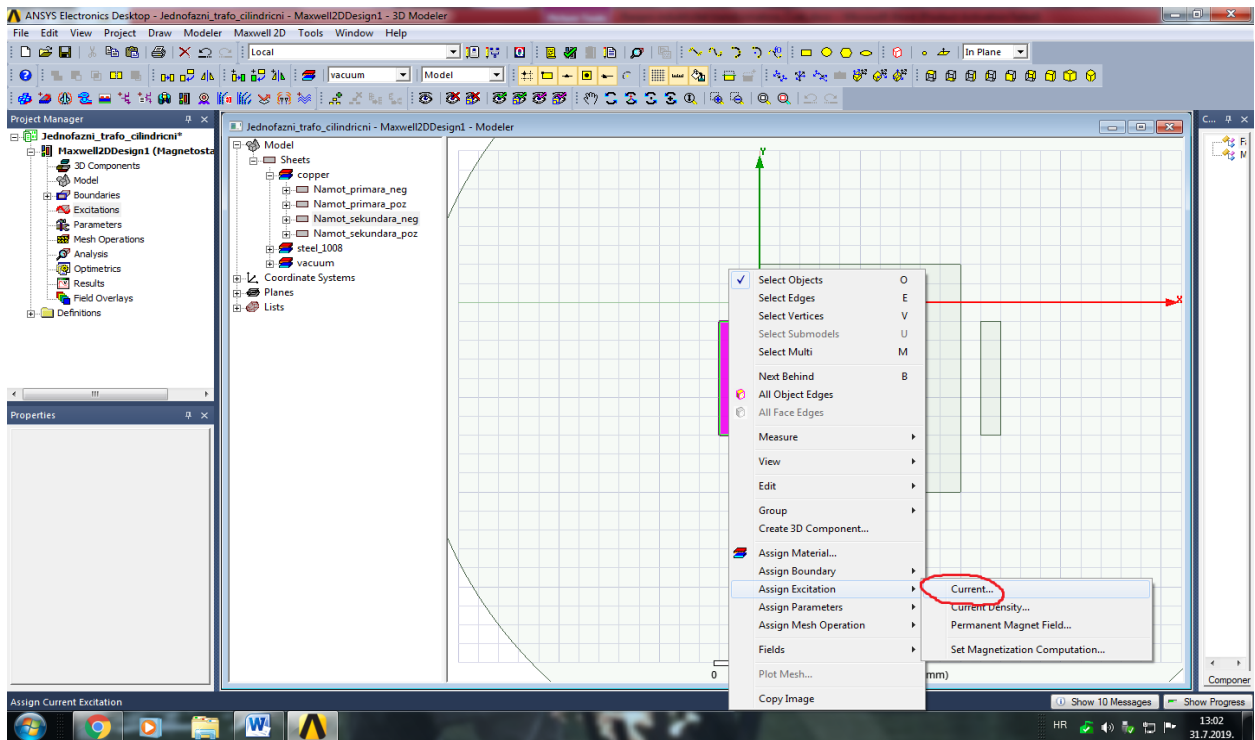 ANSYS Electronics Desktop - Jednofazni_trafo_cilindricni - Maxwell2DDesign1 - 3D Modeler
File Edit View Project Draw Modeler Maxwell 2D Tools Window Help
Local In Plane
vacuum Model
Project Manager
Jednofazni_trafo_cilindricni*
Maxwell2DDesign1 (Magnetosta
3D Components
Model
Boundaries
Excitations
Parameters
Mesh Operations
Analysis
Optimetrics
Results
Field Overlays
Definitions
Properties
Jednofazni_trafo_cilindricni - Maxwell2DDesign1 - Modeler
Model
Sheets
copper
Namot_primara_neg
Namot_primara_poz
Namot_sekundara_neg
Namot_sekundara_poz
steel_1008
vacuum
Coordinate Systems
Planes
Lists
Y
X
0
mm)
Select Objects O
Select Edges E
Select Vertices V
Select Submodels U
Select Multi M
Next Behind B
All Object Edges
All Face Edges
Measure
View
Edit
Group
Create 3D Component...
Assign Material...
Assign Boundary
Assign Excitation
Assign Parameters
Assign Mesh Operation
Fields
Plot Mesh...
Copy Image
Current...
Current Density...
Permanent Magnet Field...
Set Magnetization Computation...
C...
F
M
Componer
Assign Current Excitation
Show 10 Messages
Show Progress
HR
13:02
31.7.2019.